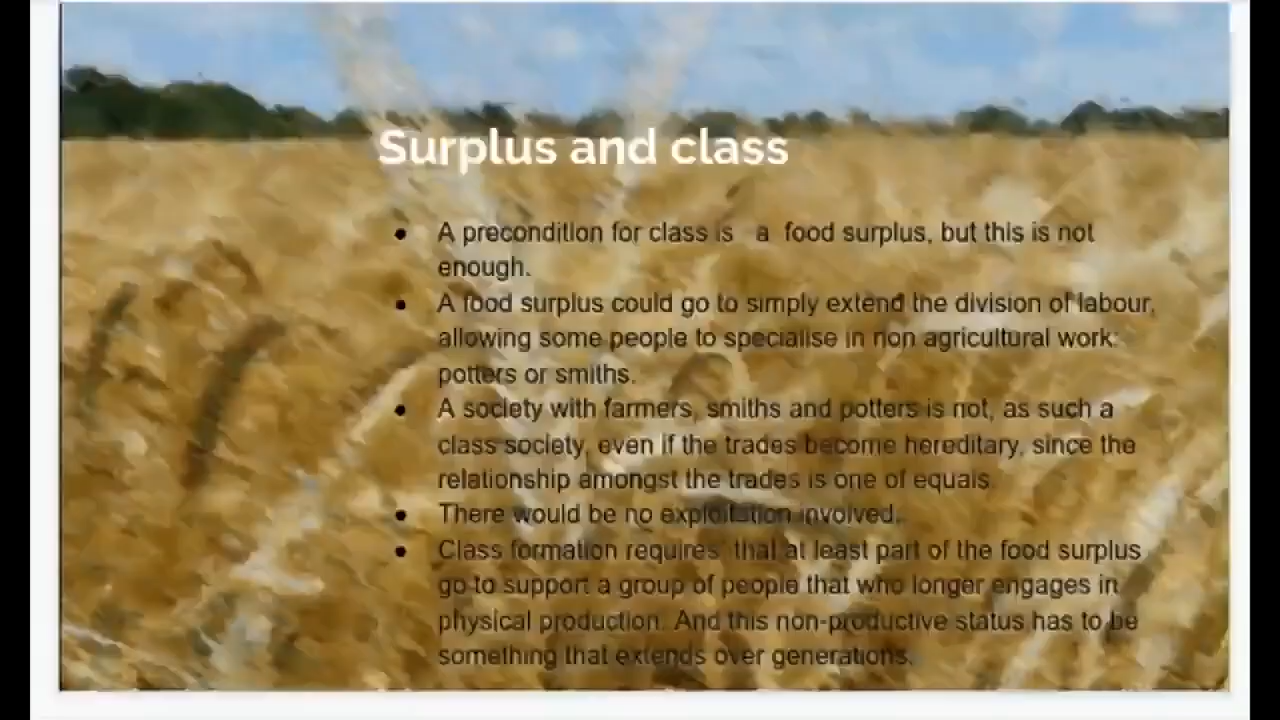 Surplus and class
• A precondition for class is a food surplus, but this is not
enough.
• A food surplus could go to simply extend the division of labour,
allowing some people to specialise in non agricultural work:
potters or smiths.
• A society with farmers, smiths and potters is not, as such a
class society, even if the trades become hereditary, since the
relationship amongst the trades is one of equals.
• There would be no exploitation involved.
• Class formation requires that at least part of the food surplus
go to support a group of people that who longer engages in
physical production. And this non-productive status has to be
something that extends over generations.